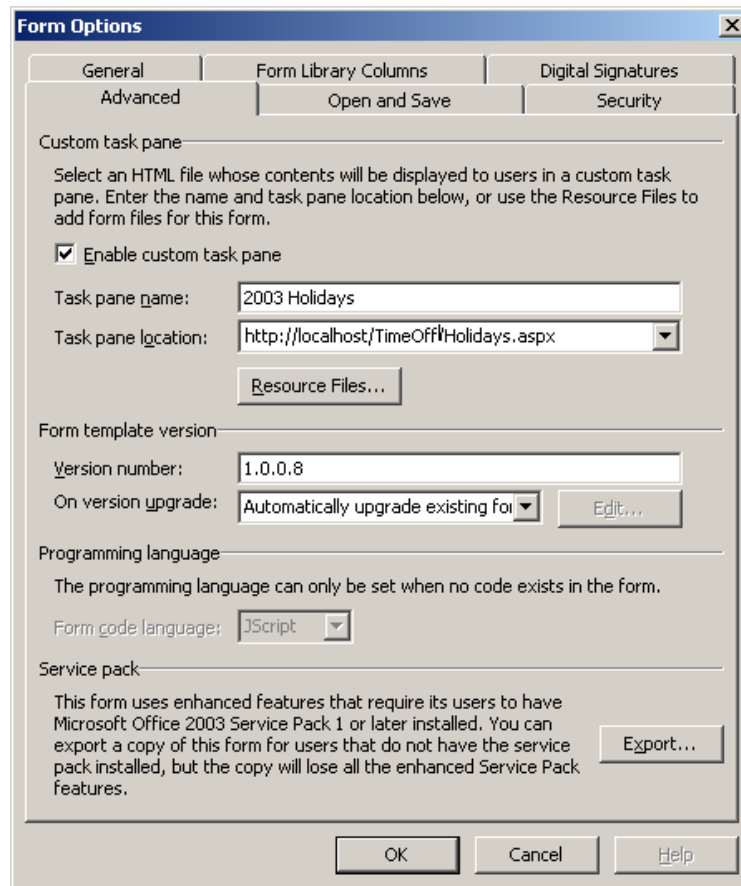 Form Options
General
Form Library Columns
Digital Signatures
Advanced
Open and Save
Security
Custom task pane
Select an HTML file whose contents will be displayed to users in a custom task
pane. Enter the name and task pane location below, or use the Resource Files to
add form files for this form.
Enable custom task pane
Task pane name:
2003 Holidays
Task pane location:
http://localhost/TimeOff/Holidays.aspx
Resource Files...
Form template version
Version number:
1.0.0.8
On version upgrade:
Automatically upgrade existing for
Edit...
Programming language
The programming language can only be set when no code exists in the form.
Form code language:
JScript
Service pack
This form uses enhanced features that require its users to have
Microsoft Office 2003 Service Pack 1 or later installed. You can
export a copy of this form for users that do not have the service
pack installed, but the copy will lose all the enhanced Service Pack
features.
Export...
OK
Cancel
Help